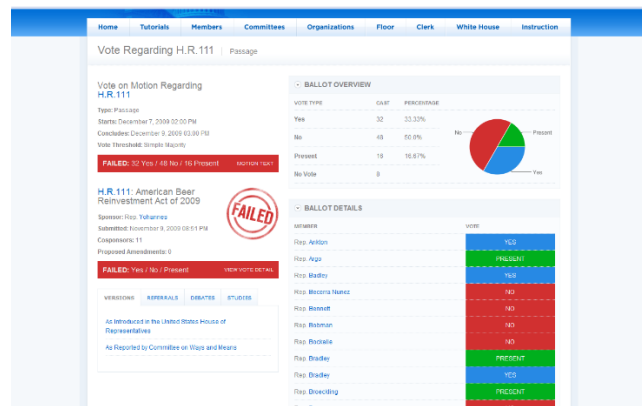 Home Tutorials Members Committees Organizations Floor Clerk White House Instruction
Vote Regarding H.R.111 | Passage
Vote on Motion Regarding
H.R.111
Type: Passage
Starts: December 7, 2009 02:00 PM
Concludes: December 9, 2009 03:00 PM
Vote Threshold: Simple Majority
FAILED: 32 Yes / 48 No / 16 Present MOTION TEXT
H.R.111: American Beer
Reinvestment Act of 2009
Sponsor: Rep. Tohannes
Submitted: November 9, 2009 08:51 PM
Cosponsors: 11
Proposed Amendments: 0
FAILED
FAILED: Yes / No / Present VIEW VOTE DETAIL
VERSIONS REFERRALS DEBATES STUDIES
As Introduced in the United States House of
Representatives
As Reported by Committee on Ways and Means
BALLOT OVERVIEW
VOTE TYPE CAST PERCENTAGE
Yes 32 33.33%
No 48 50.0%
Present 16 16.67%
No Vote 8
No
Present
Yes
BALLOT DETAILS
MEMBER VOTE
Rep. Ashton YES
Rep. Argo PRESENT
Rep. Badley YES
Rep. Becerra Nunez NO
Rep. Bennett NO
Rep. Bobman NO
Rep. NO
Rep. Bradley PRESENT
Rep. Bradley YES
Rep. Broeckling PRESENT